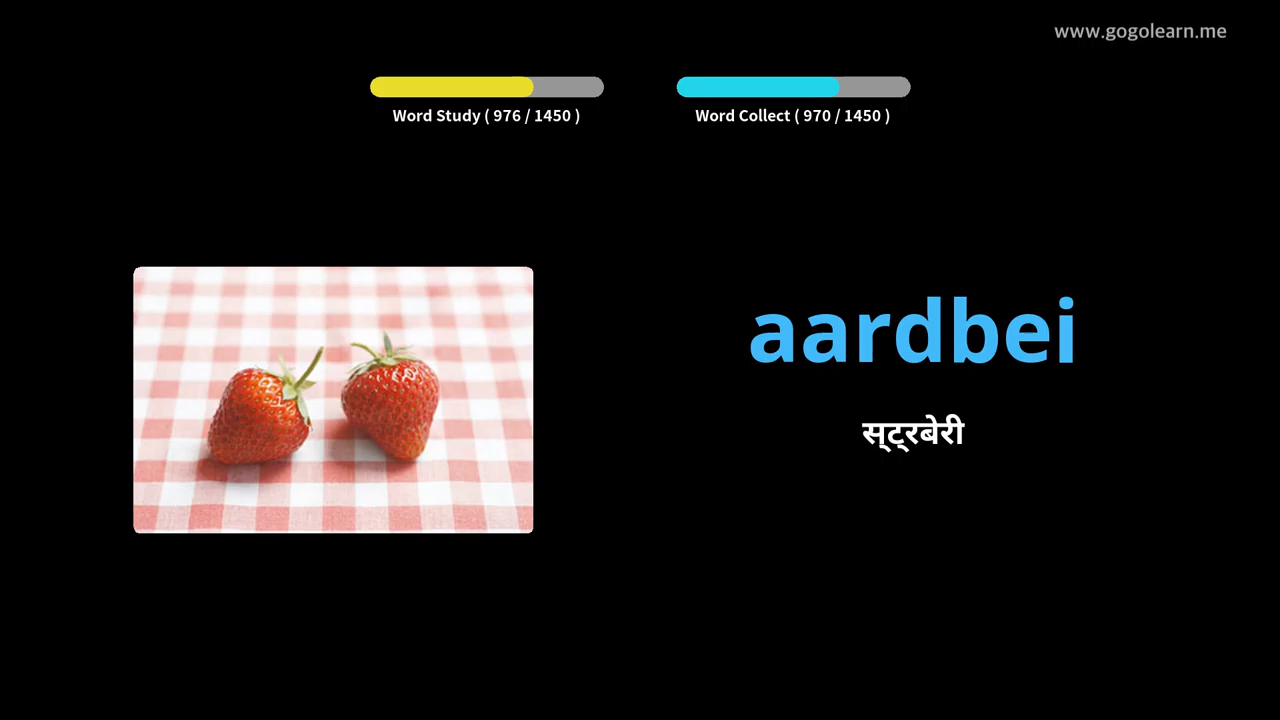 www.gogolearn.me
Word Study ( 976 / 1450 )
Word Collect ( 970 / 1450 )
aardbei
स्ट्रबेरी